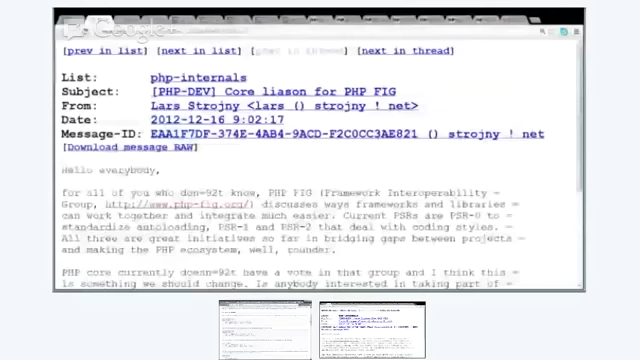 Google+
[prev in list] [next in list] [prev in thread] [next in thread]
List: php-internals
Subject: [PHP-DEV] Core liason for PHP FIG
From: Lars Strojny <lars () strojny ! net>
Date: 2012-12-16 9:02:17
Message-ID: EAA1F7DF-374E-4AB4-9ACD-F2C0CC3AE821 () strojny ! net
[Download message RAW]
Hello everybody,
for all of you who don=92t know, PHP FIG (Framework Interoperability =
Group, http://www.php-fig.org/) discusses ways frameworks and libraries =
can work together and integrate much easier. Current PSRs are PSR-0 to =
standardize autoloading, PSR-1 and PSR-2 that deal with coding styles. =
All three are great initiatives so far in bridging gaps between projects =
and making the PHP ecosystem, well, rounder.
PHP core currently doesn=92t have a vote in that group and I think this =
is something we should change. Is anybody interested in taking part of =